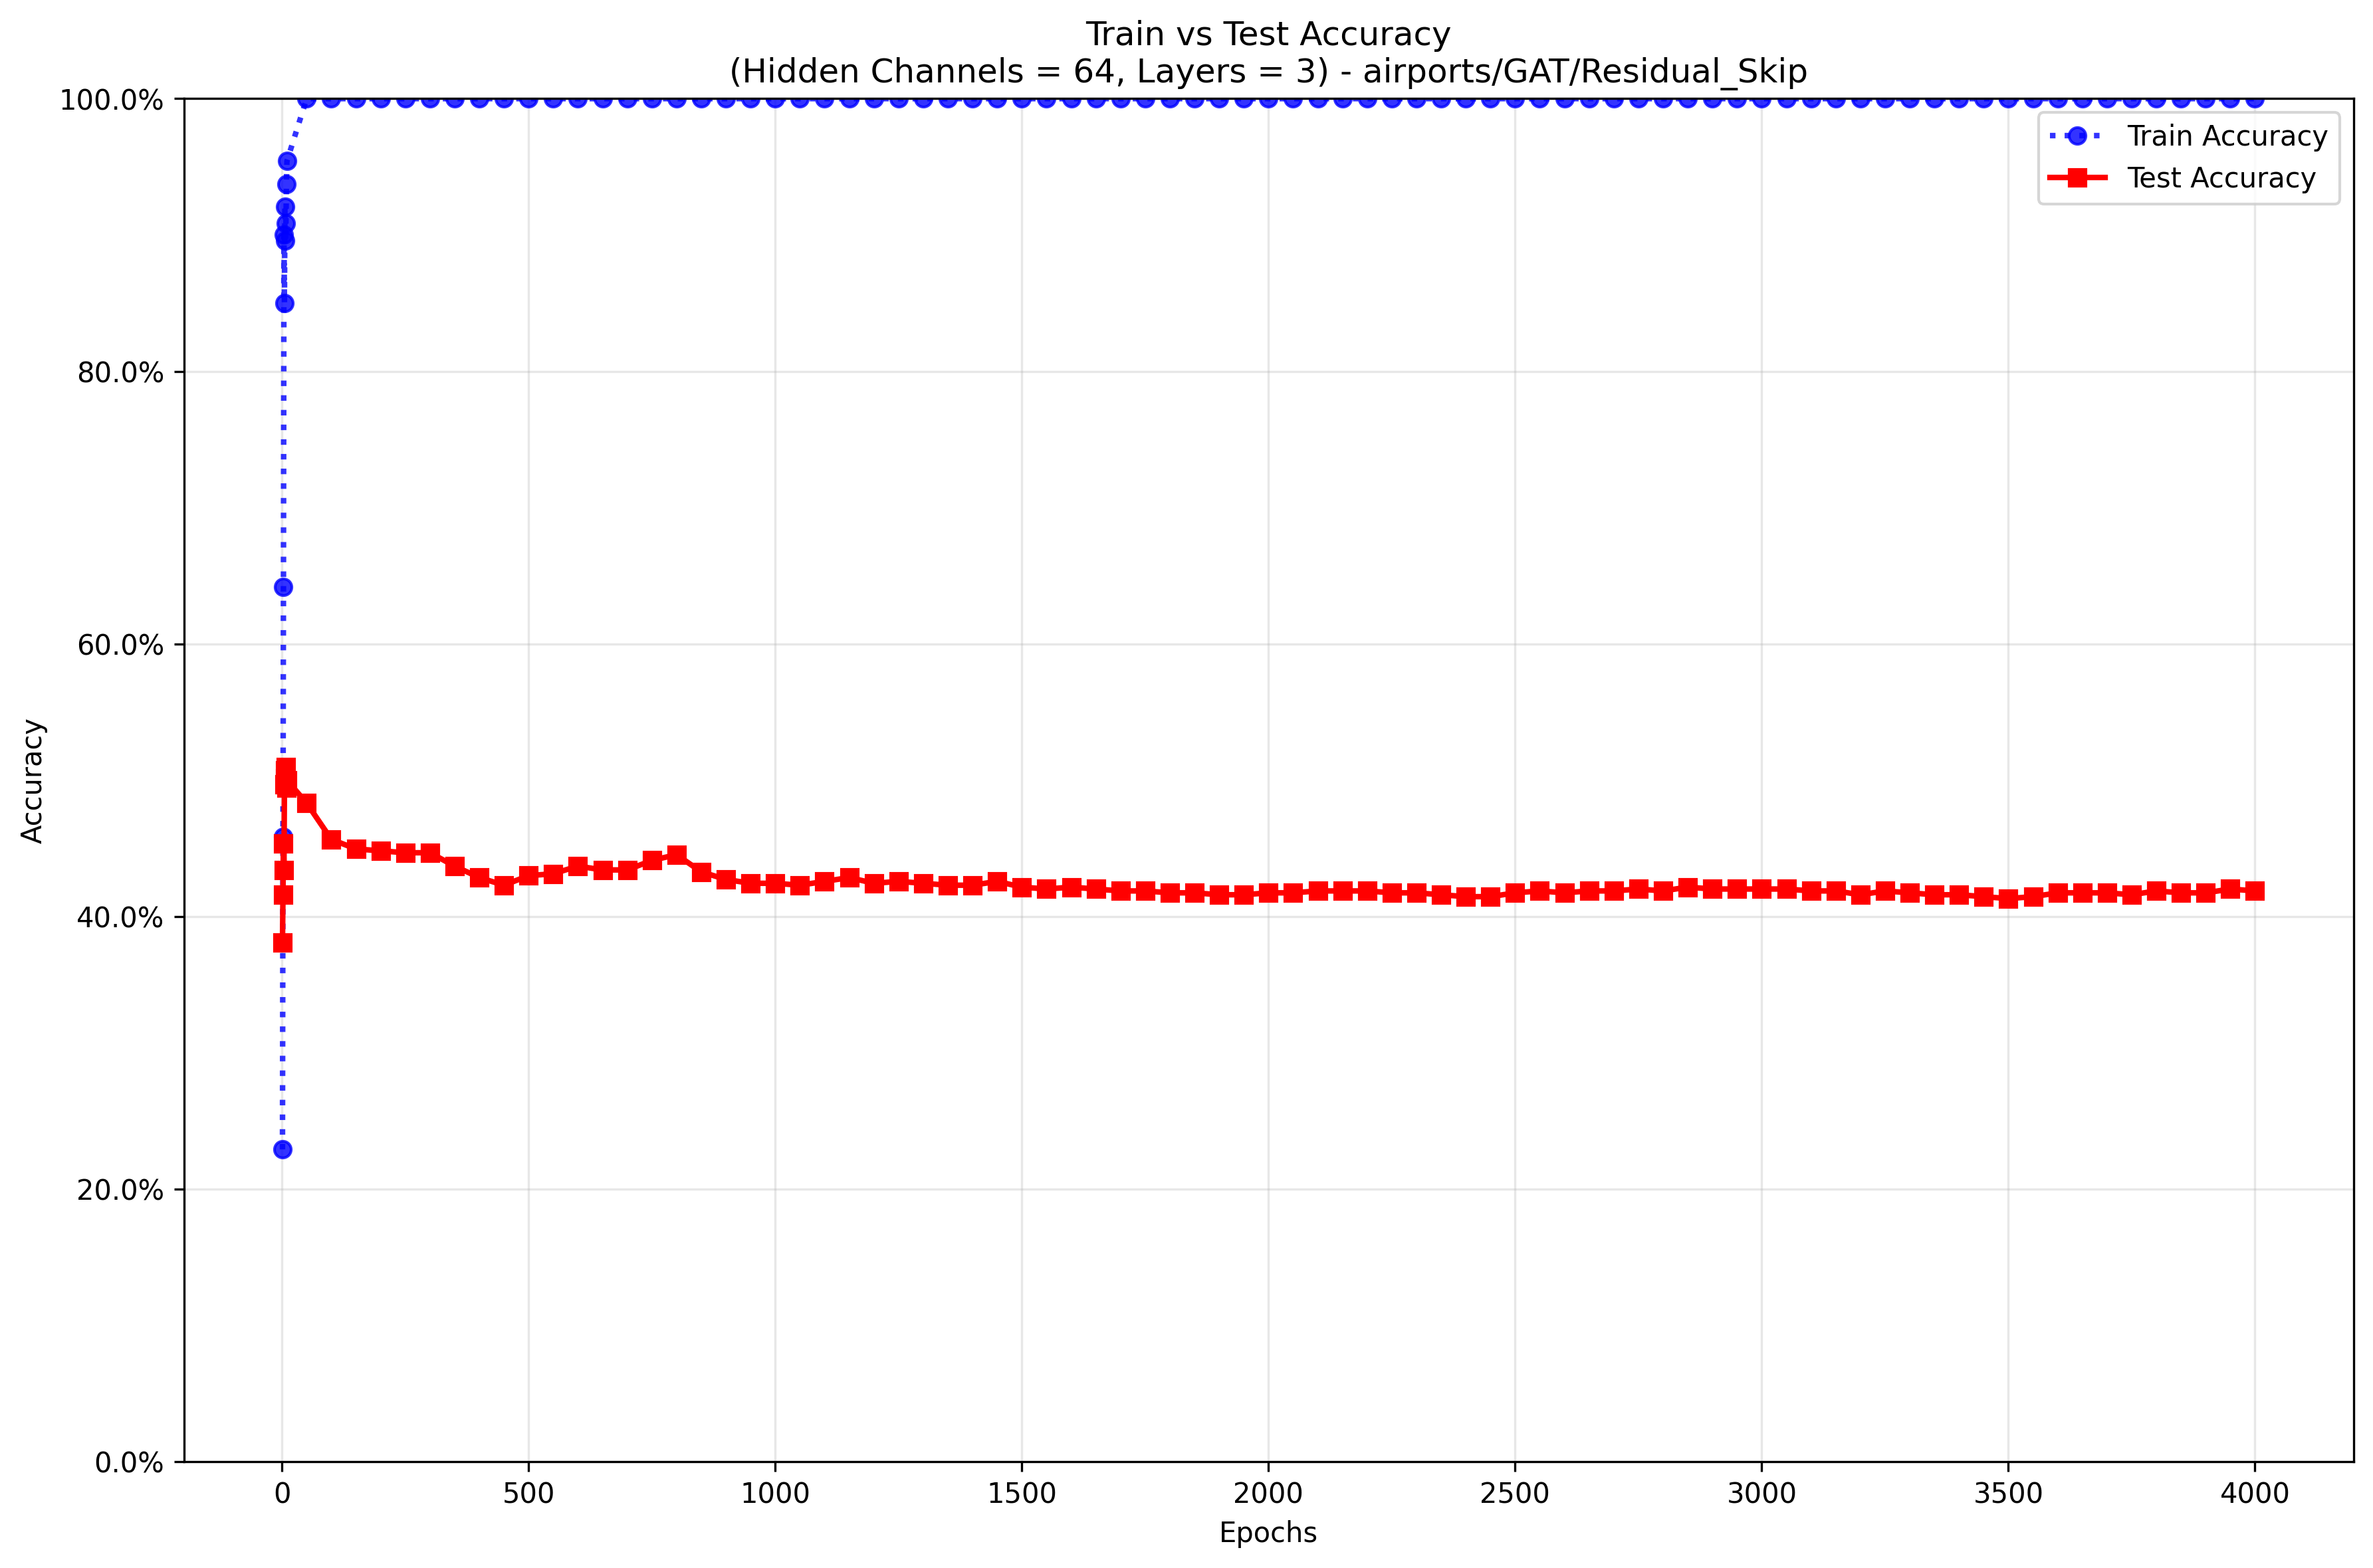 Train vs Test Accuracy
(Hidden Channels = 64, Layers = 3) - airports/GAT/Residual_Skip
100.0%
80.0%
60.0%
40.0%
20.0%
0.0%
Accuracy
Train Accuracy
Test Accuracy
0 500 1000 1500 2000 2500 3000 3500 4000
Epochs